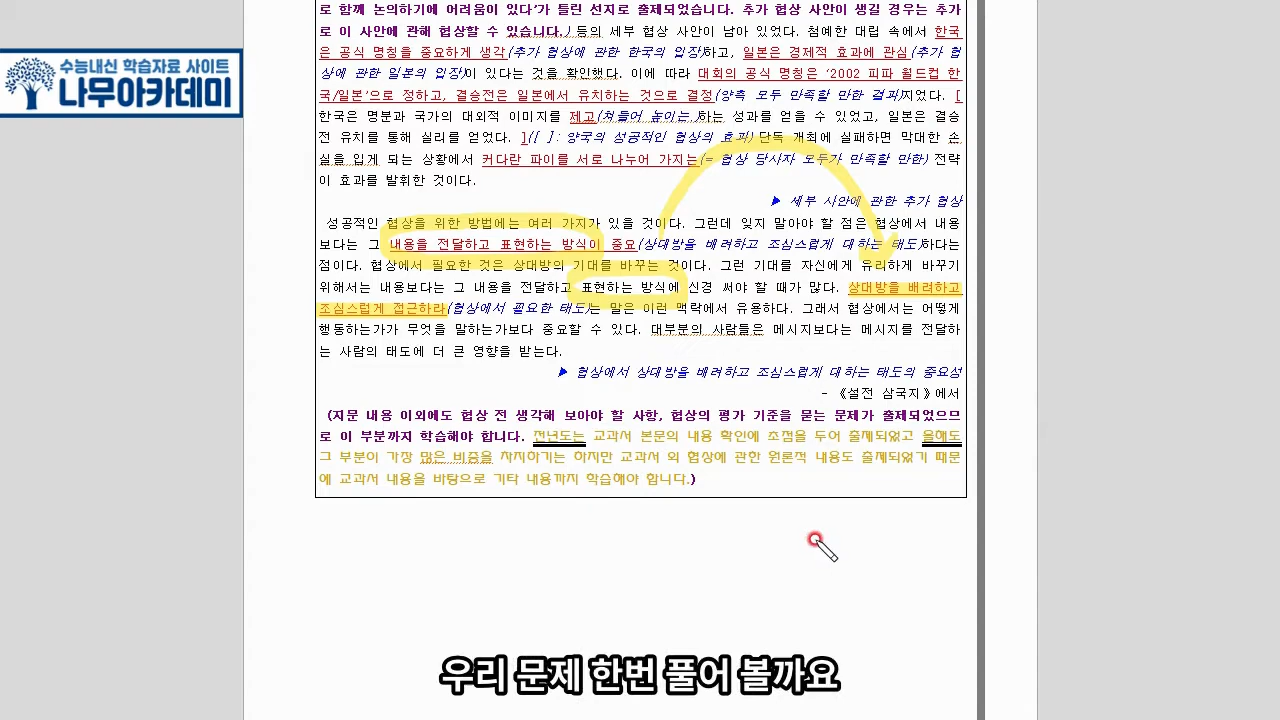 로 함께 논의하기에 어려움이 있다'가 틀린 선지로 출제되었습니다. 추가 협상 사안이 생길 경우는 추가
로 이 사안에 관해 협상할 수 있습니다.) 등의 세부 협상 사안이 남아 있었다. 첨예한 대립 속에서 한국
은 공식 명칭을 중요하게 생각(추가 협상에 관한 한국의 입장)하고, 일본은 경제적 효과에 관심(추가 협
상에 관한 일본의 입장)이 있다는 것을 확인했다. 이에 따라 대회의 공식 명칭은 '2002 피파 월드컵 한
국/일본'으로 정하고, 결승전은 일본에서 유치하는 것으로 결정(양측 모두 만족할 만한 결과)지었다. [
한국은 명분과 국가의 대외적 이미지를 제고(쳐들어 높이는)하는 성과를 얻을 수 있었고, 일본은 결승
전 유치를 통해 실리를 얻었다. ]([ ]: 양국의 성공적인 협상의 효과) 단독 개최에 실패하면 막대한 손
실을 입게 되는 상황에서 커다란 파이를 서로 나누어 가지는(= 협상 당사자 모두가 만족할 만한) 전략
이 효과를 발휘한 것이다.
▶ 세부 사안에 관한 추가 협상
성공적인 협상을 위한 방법에는 여러 가지가 있을 것이다. 그런데 잊지 말아야 할 점은 협상에서 내용
보다는 그 내용을 전달하고 표현하는 방식이 중요(상대방을 배려하고 조심스럽게 대하는 태도)하다는
점이다. 협상에서 필요한 것은 상대방의 기대를 바꾸는 것이다. 그런 기대를 자신에게 유리하게 바꾸기
위해서는 내용보다는 그 내용을 전달하고 표현하는 방식에 신경 써야 할 때가 많다. 상대방을 배려하고
조심스럽게 접근하라(협상에서 필요한 태도)는 말은 이런 맥락에서 유용하다. 그래서 협상에서는 어떻게
행동하는가가 무엇을 말하는가보다 중요할 수 있다. 대부분의 사람들은 메시지보다는 메시지를 전달하
는 사람의 태도에 더 큰 영향을 받는다.
▶ 협상에서 상대방을 배려하고 조심스럽게 대하는 태도의 중요성
- 《설전 삼국지》에서
(지문 내용 이외에도 협상 전 생각해 보아야 할 사항, 협상의 평가 기준을 묻는 문제가 출제되었으므
로 이 부분까지 학습해야 합니다. 전년도는 교과서 본문의 내용 확인에 초점을 두어 출제되었고 올해도
그 부분이 가장 많은 비중을 차지하기는 하지만 교과서 외 협상에 관한 원론적 내용도 출제되었기 때문
에 교과서 내용을 바탕으로 기타 내용까지 학습해야 합니다.)
수능내신 학습자료 사이트
나무아카데미
우리 문제 한번 풀어 볼까요